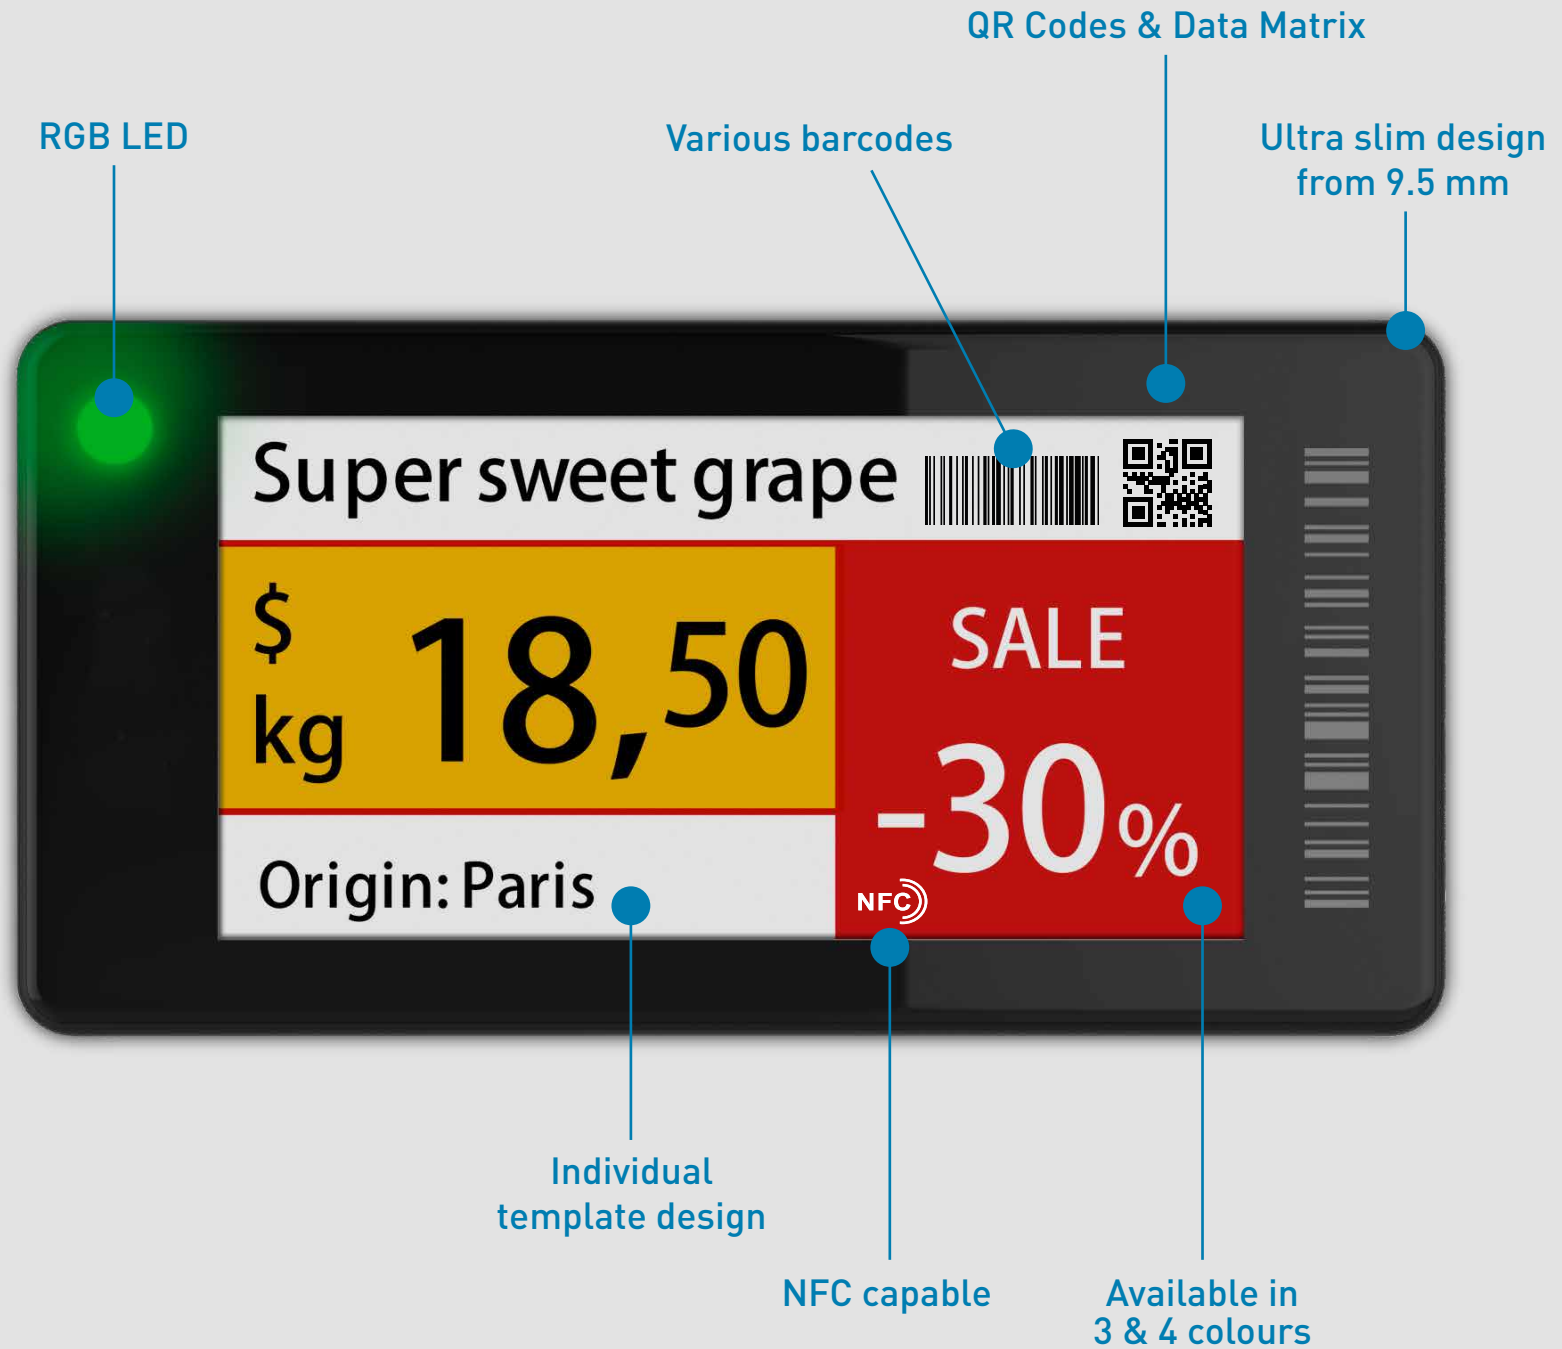 QR Codes & Data Matrix
RGB LED
Various barcodes
Ultra slim design
from 9.5 mm
Super sweet grape
$
kg
18,50
SALE
-30%
Origin: Paris
NFC
Individual
template design
NFC capable
Available in
3 & 4 colours